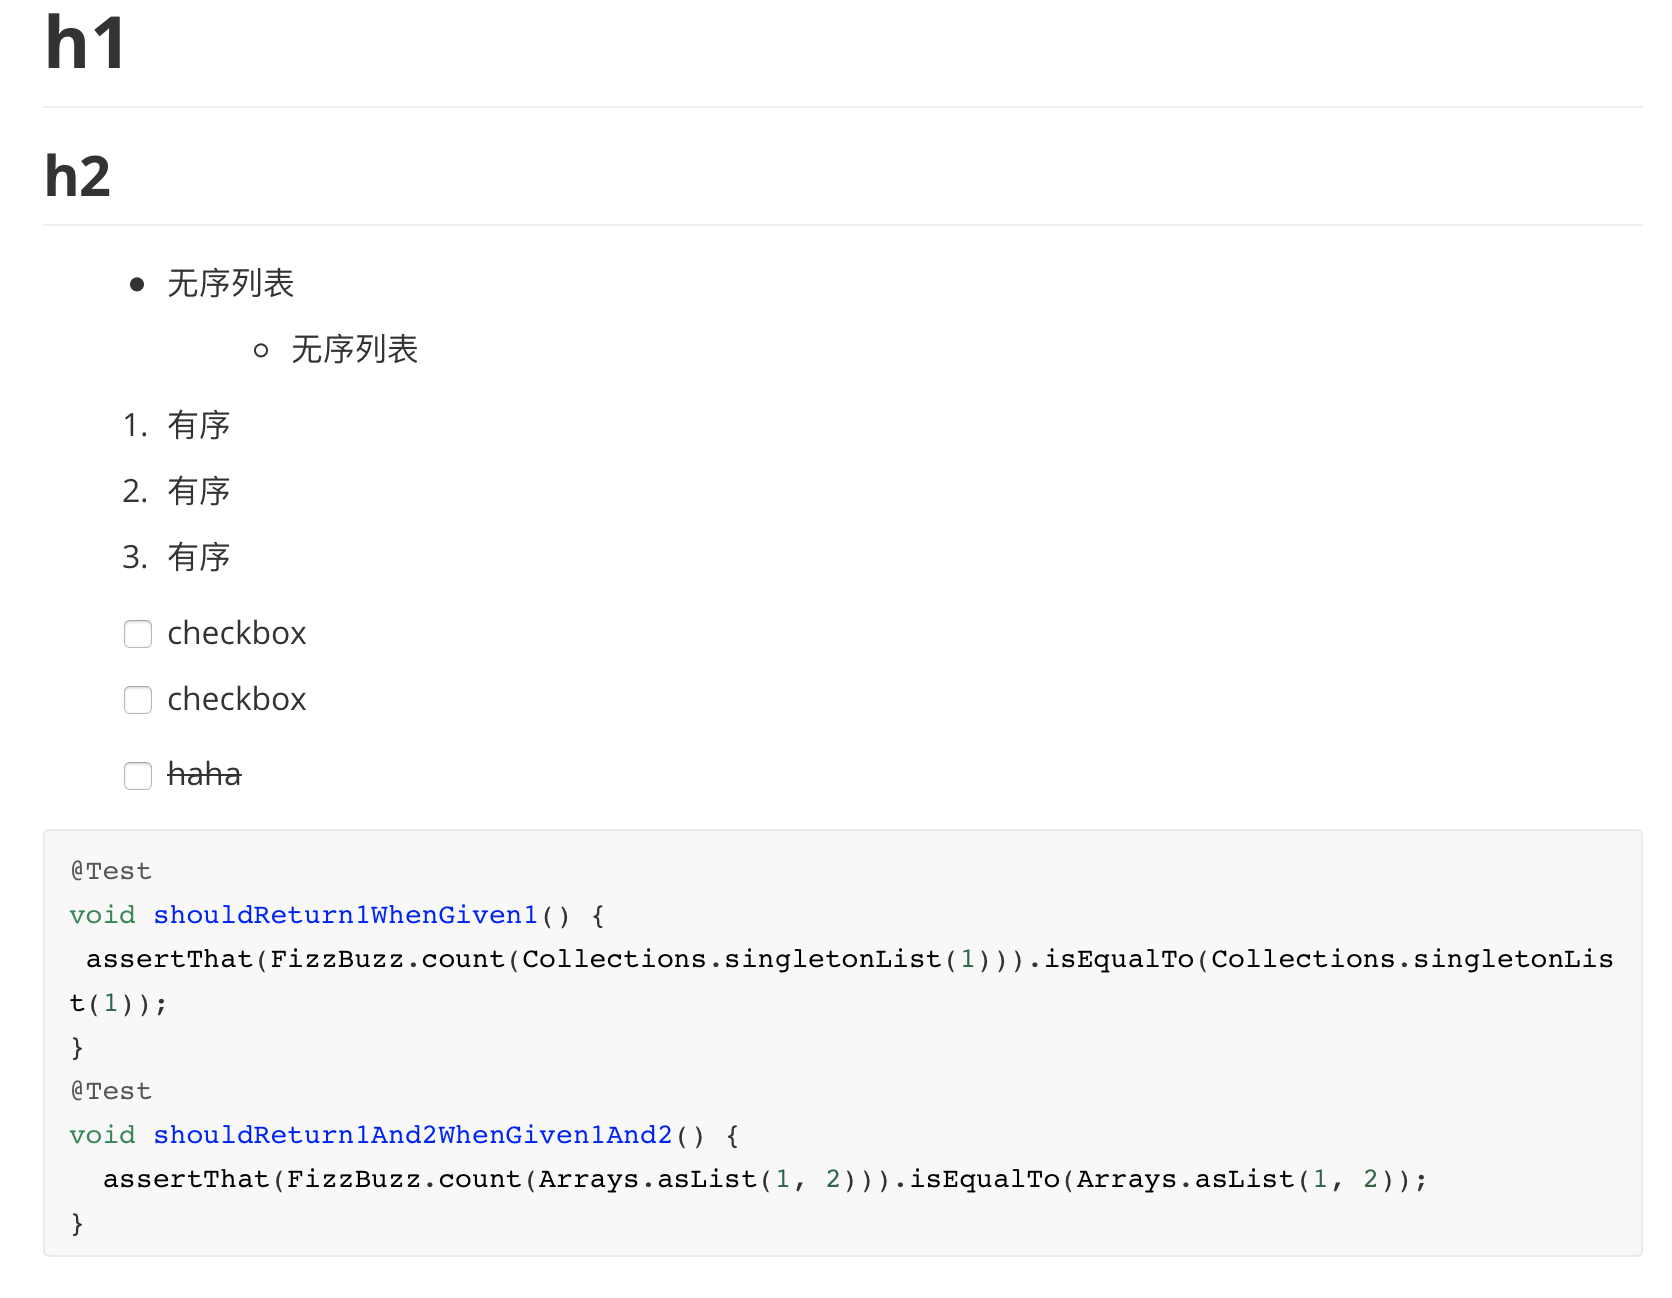 h1
h2
无序列表
无序列表
1. 有序
2. 有序
3. 有序
checkbox
checkbox
haha
@Test
void shouldReturn1WhenGiven1() {
 assertThat(FizzBuzz.count(Collections.singletonList(1))).isEqualTo(Collections.singletonLis
t(1));
}
@Test
void shouldReturn1And2WhenGiven1And2() {
  assertThat(FizzBuzz.count(Arrays.asList(1, 2))).isEqualTo(Arrays.asList(1, 2));
}